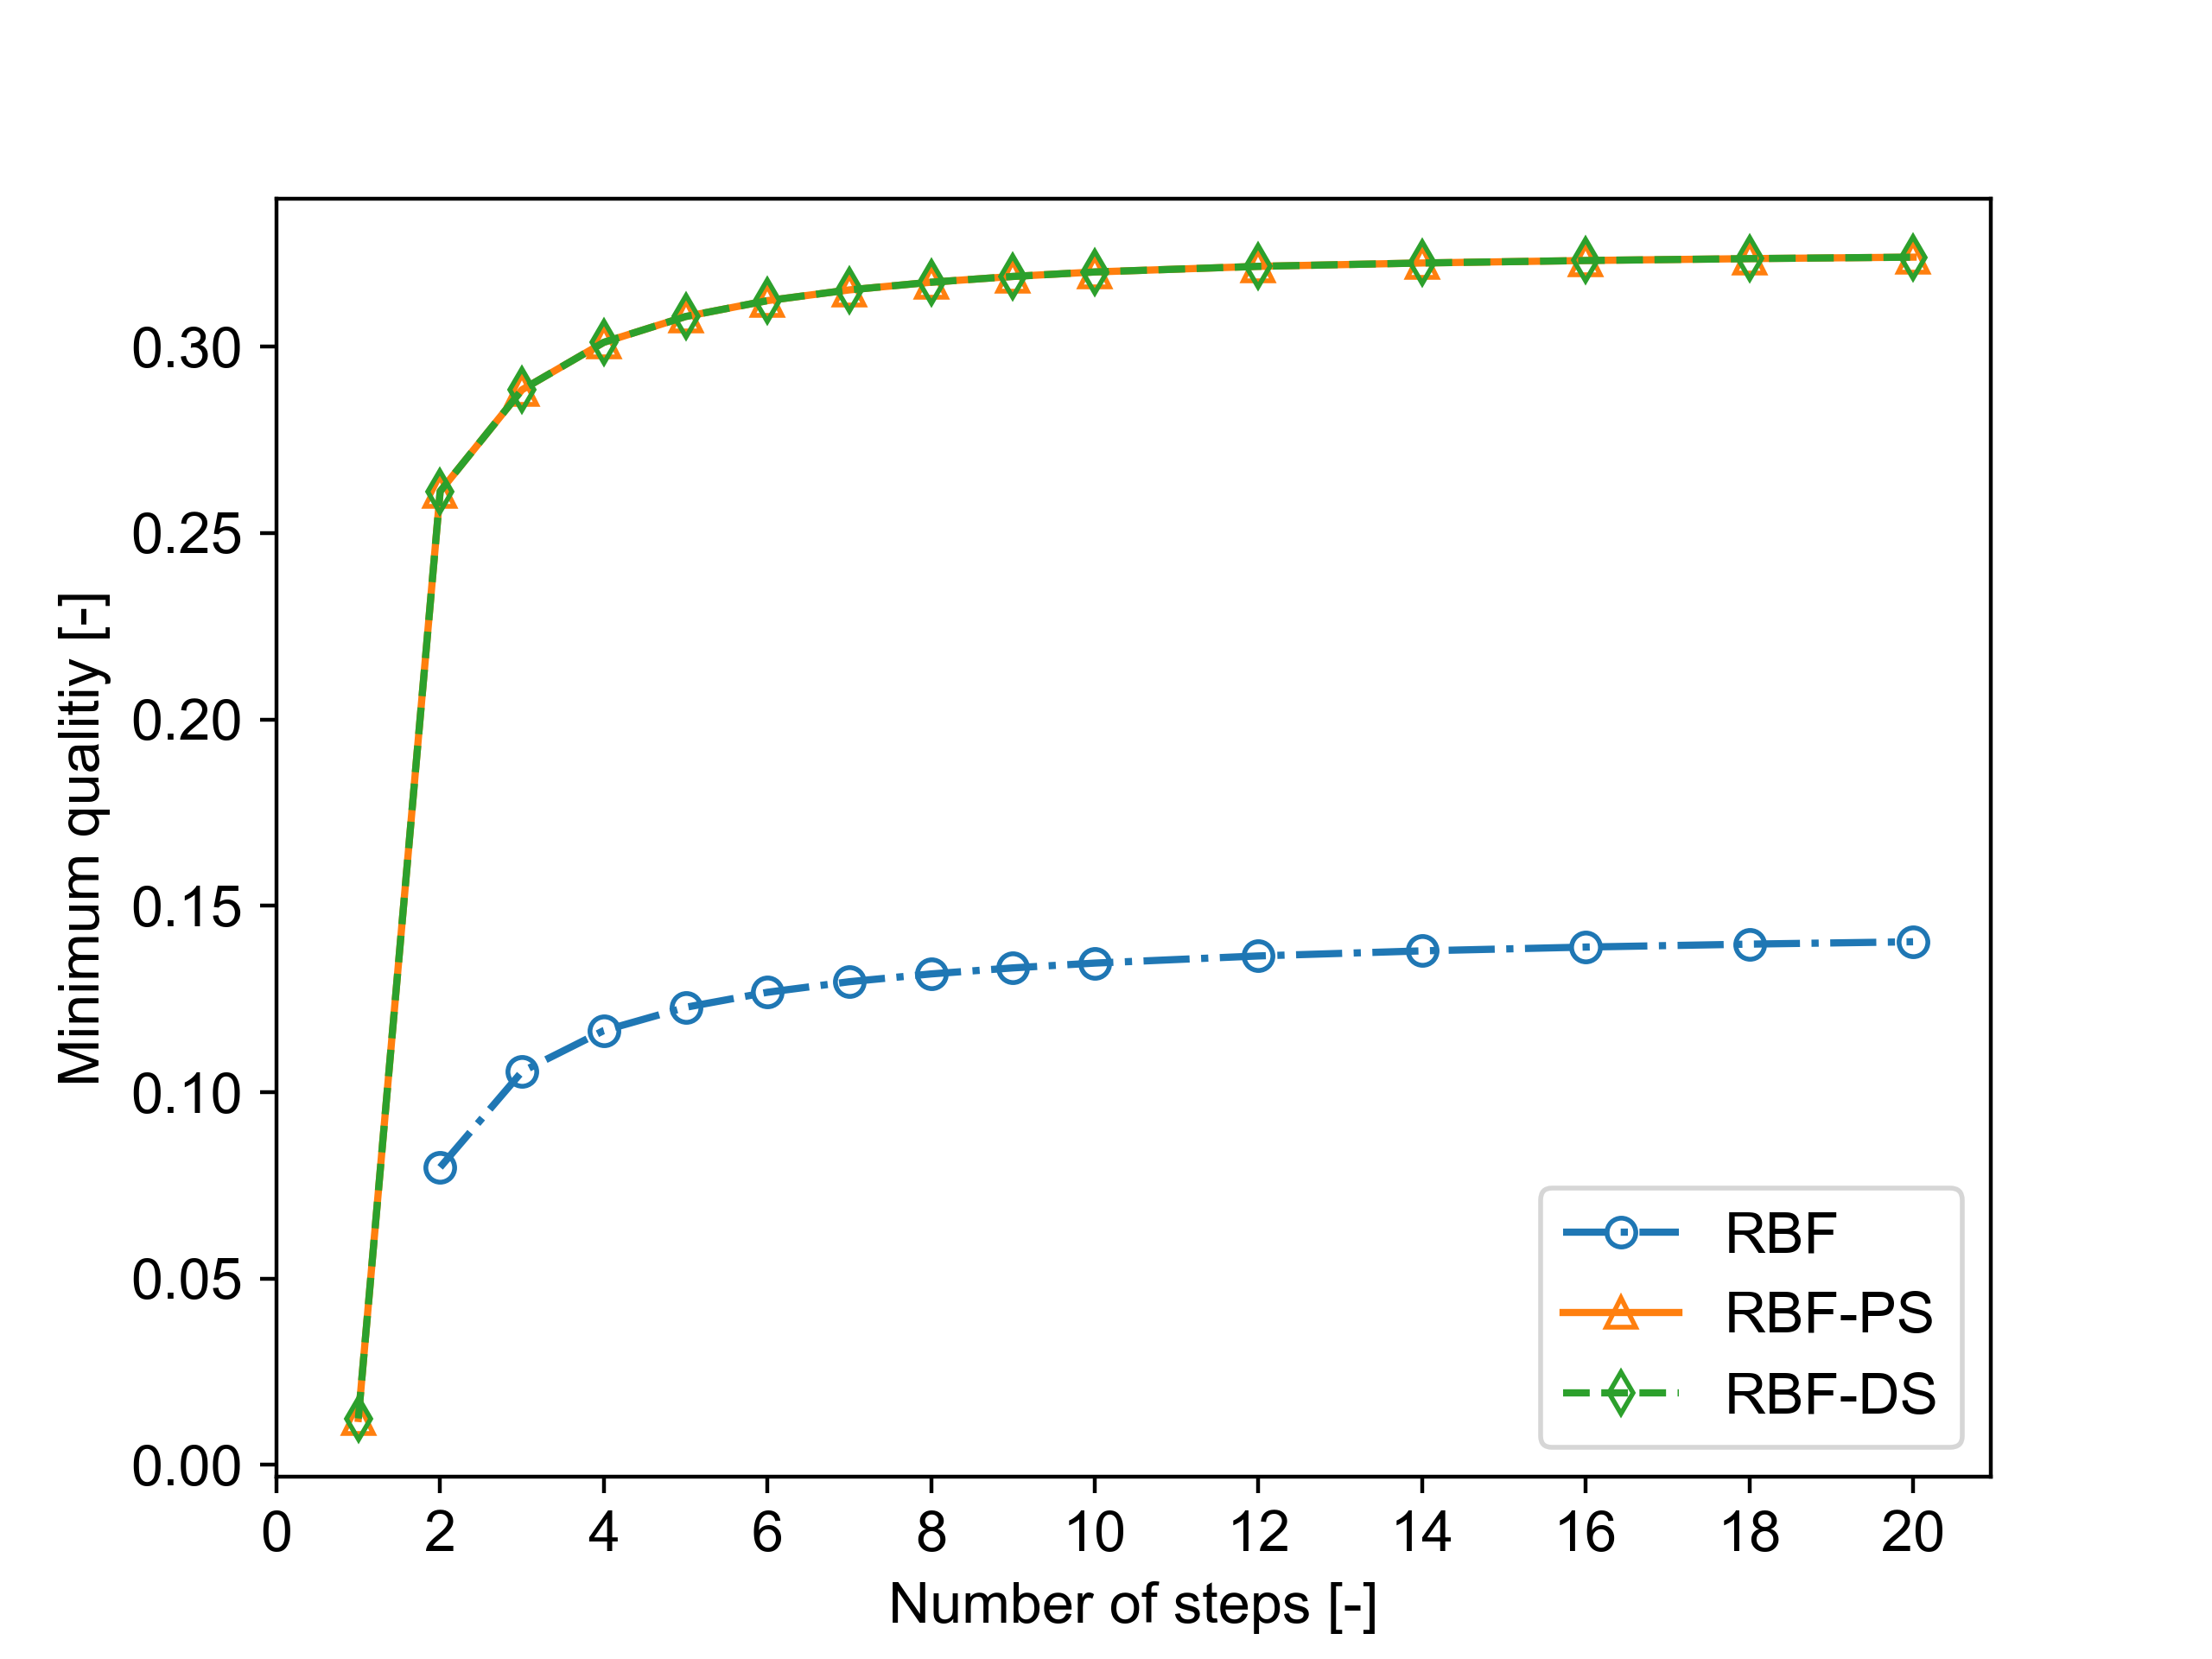 0.30
0.25
0.20
0.15
0.10
0.05
0.00
Minimum qualitiy [-]
0 2 4 6 8 10 12 14 16 18 20
Number of steps [-]
RBF
RBF-PS
RBF-DS